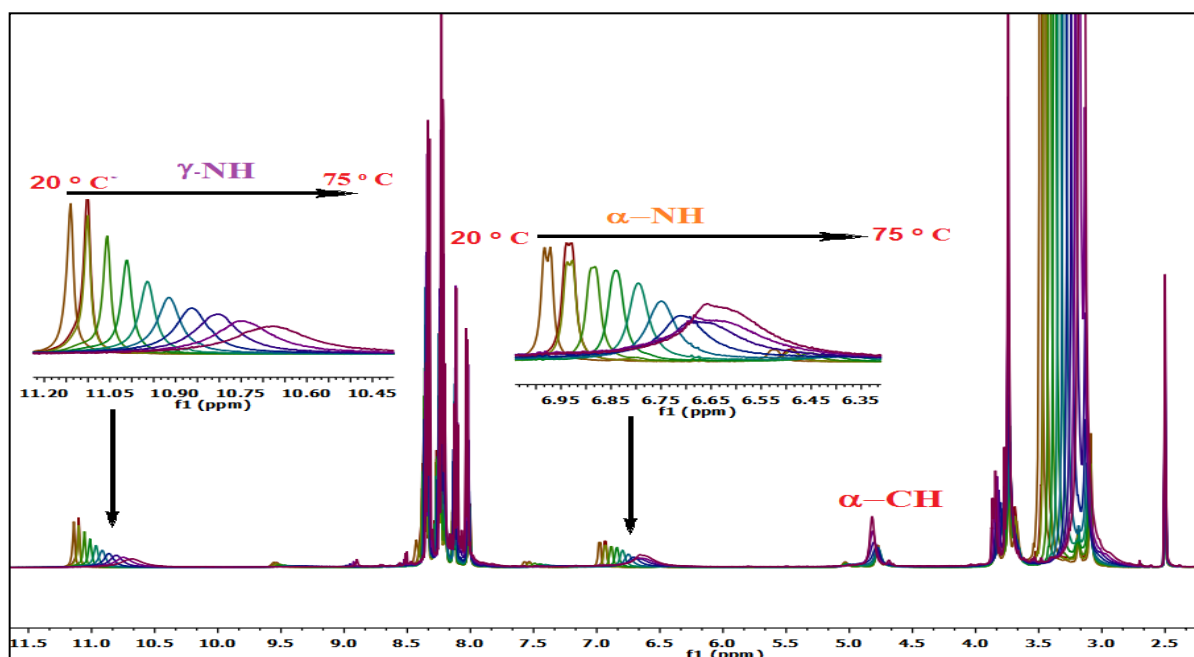 γ-NH
20 ° C-
75 ° C
α–NH
20 ° C
75 ° C
11.20 11.05 10.90 10.75 10.60 10.45
f1 (ppm)
6.95 6.85 6.75 6.65 6.55 6.45 6.35
f1 (ppm)
α–CH
11.5 11.0 10.5 10.0 9.5 9.0 8.5 8.0 7.5 7.0 6.5 6.0 5.5 5.0 4.5 4.0 3.5 3.0 2.5
f1 (ppm)